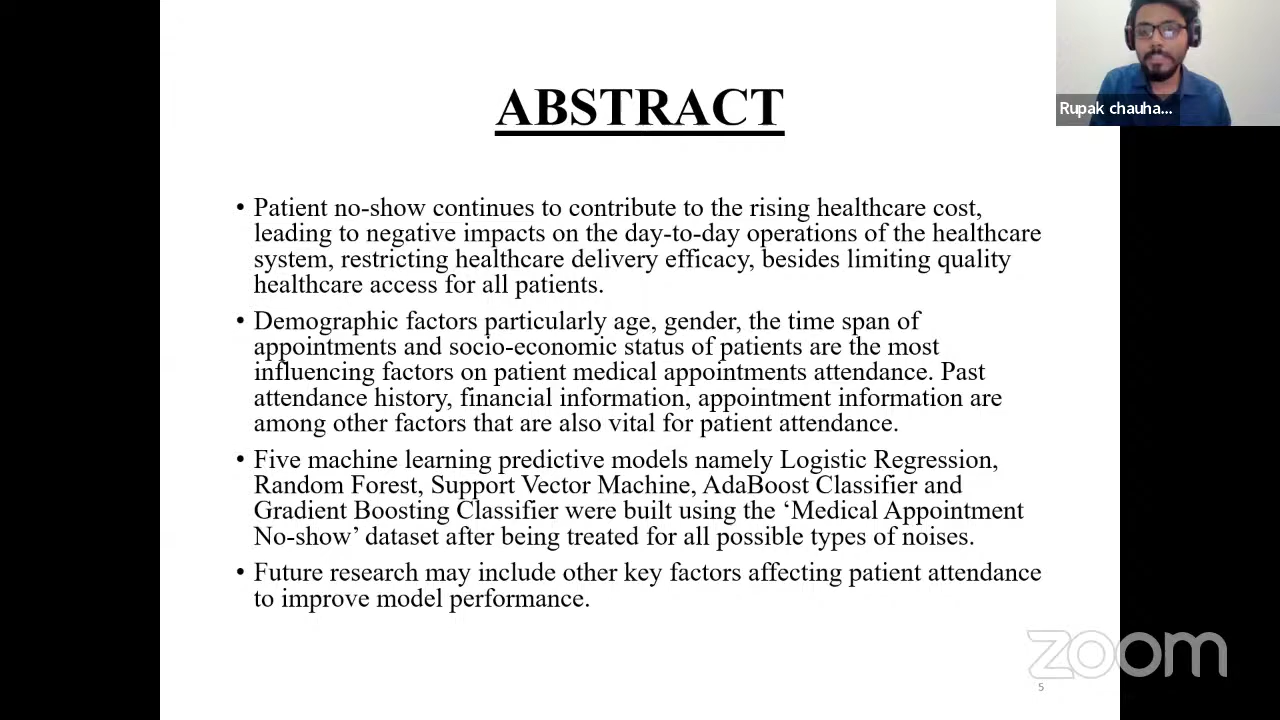 ABSTRACT
Rupak chauha...
• Patient no-show continues to contribute to the rising healthcare cost,
leading to negative impacts on the day-to-day operations of the healthcare
system, restricting healthcare delivery efficacy, besides limiting quality
healthcare access for all patients.
• Demographic factors particularly age, gender, the time span of
appointments and socio-economic status of patients are the most
influencing factors on patient medical appointments attendance. Past
attendance history, financial information, appointment information are
among other factors that are also vital for patient attendance.
• Five machine learning predictive models namely Logistic Regression,
Random Forest, Support Vector Machine, AdaBoost Classifier and
Gradient Boosting Classifier were built using the ‘Medical Appointment
No-show’ dataset after being treated for all possible types of noises.
• Future research may include other key factors affecting patient attendance
to improve model performance.
zoom
5